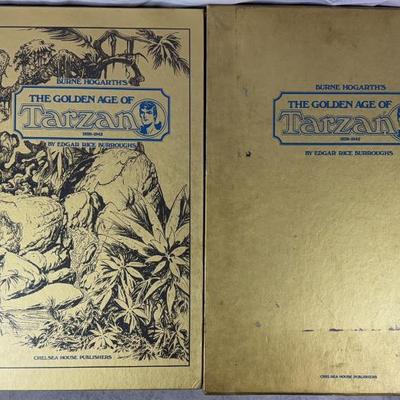 BURNE HOGARTH'S
THE GOLDEN AGE OF
Tarzan
1939-1942
BY EDGAR RICE BURROUGHS
CHELSEA HOUSE PUBLISHERS
BURNE HOGARTH'S
THE GOLDEN AGE OF
Tarzan
1939-1942
BY EDGAR RICE BURROUGHS
CHELSEA HOUSE PUBLISHERS